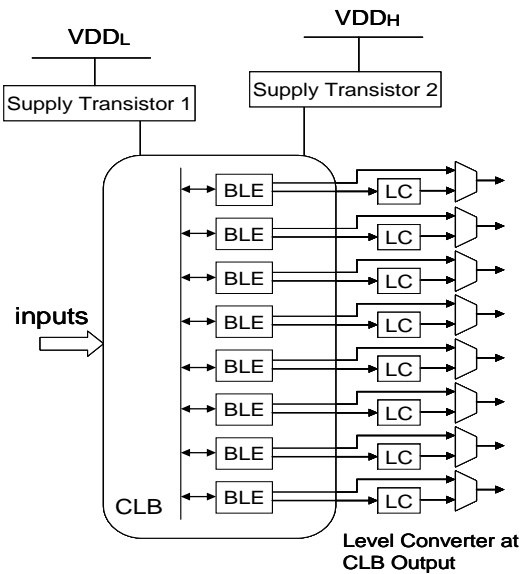 VDDL
VDDH
Supply Transistor 1
Supply Transistor 2
BLE
LC
BLE
LC
BLE
LC
inputs
BLE
LC
BLE
LC
BLE
LC
BLE
LC
BLE
LC
CLB
Level Converter at
CLB Output